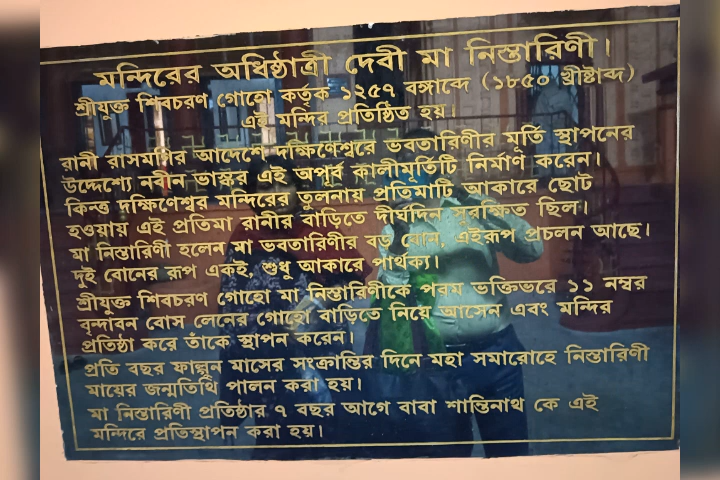 মন্দিরের অধিষ্ঠাত্রী দেবী মা নিস্তারিণী।
শ্রীযুক্ত শিবচরণ গোহো কর্তৃক ১২৫৭ বঙ্গাব্দে (১৮৫০ খ্রীষ্টাব্দ)
এই মন্দির প্রতিষ্ঠিত হয়।
রানী রাসমণির আদেশে দক্ষিণেশ্বরে ভবতারিণীর মূর্তি স্থাপনের
উদ্দেশ্যে নবীন ভাস্কর এই অপূর্ব কালীমূর্তিটি নির্মাণ করেন।
কিন্তু দক্ষিণেশ্বর মন্দিরের তুলনায় প্রতিমাটি আকারে ছোট
হওয়ায় এই প্রতিমা রানীর বাড়িতে দীর্ঘদিন সুরক্ষিত ছিল।
মা নিস্তারিণী হলেন মা ভবতারিণীর বড় বোন, এইরূপ প্রচলন আছে।
দুই বোনের রূপ একই, শুধু আকারে পার্থক্য।
শ্রীযুক্ত শিবচরণ গোহো মা নিস্তারিণীকে পরম ভক্তিভরে ১১ নম্বর
বৃন্দাবন বোস লেনের গোহো বাড়িতে নিয়ে আসেন এবং মন্দির
প্রতিষ্ঠা করে তাঁকে স্থাপন করেন।
প্রতি বছর ফাল্গুন মাসের সংক্রান্তির দিনে মহা সমারোহে নিস্তারিণী
মায়ের জন্মতিথি পালন করা হয়।
মা নিস্তারিণী প্রতিষ্ঠার ৭ বছর আগে বাবা শান্তিনাথ কে এই
মন্দিরে প্রতিস্থাপন করা হয়।